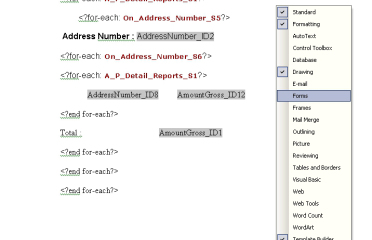 <?for-each: On_Address_Number_S5?>
Address Number : AddressNumber_ID2
<?for-each: On_Address_Number_S6?>
<?for-each: A_P_Detail_Reports_S1?>
AddressNumber_ID8 AmountGross_ID12
<?end for-each?>
Total : AmountGross_ID1
<?end for-each?>
<?end for-each?>
<?end for-each?>
Standard
Formatting
AutoText
Control Toolbox
Database
Drawing
E-mail
Forms
Frames
Mail Merge
Outlining
Picture
Reviewing
Tables and Borders
Visual Basic
Web
Web Tools
Word Count
WordArt
Template Builder